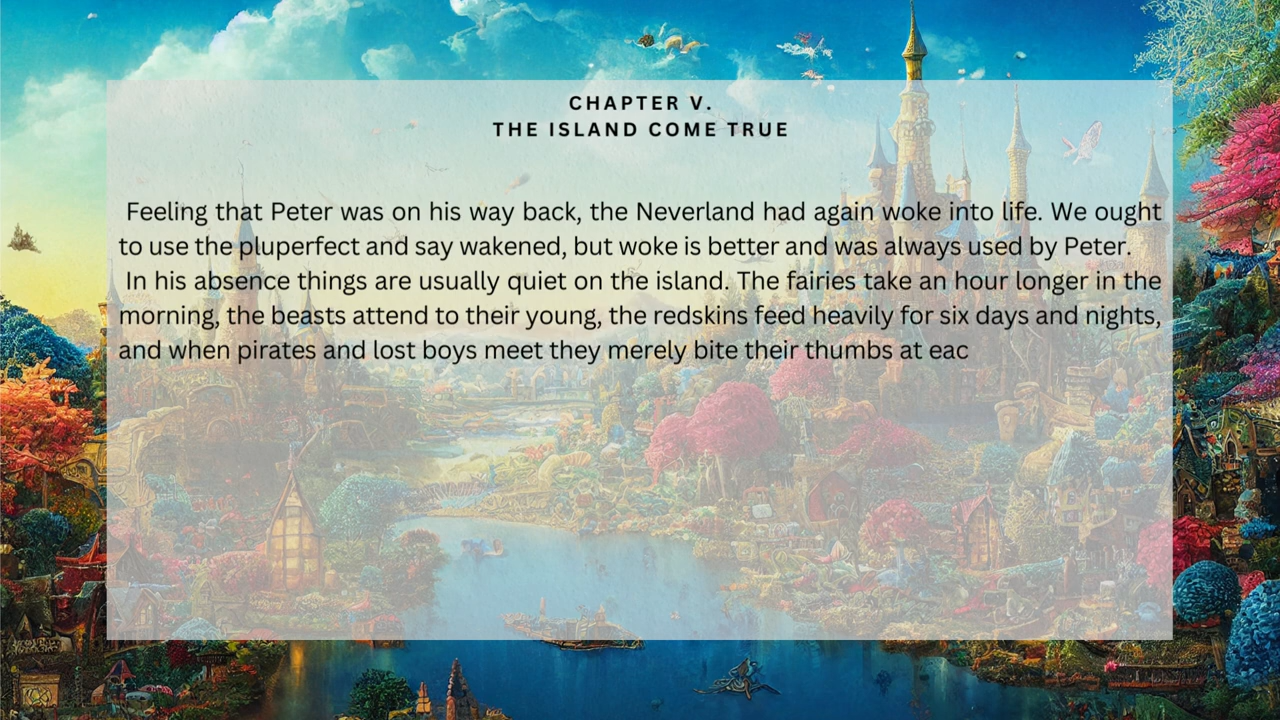 CHAPTER V.
THE ISLAND COME TRUE
Feeling that Peter was on his way back, the Neverland had again woke into life. We ought
to use the pluperfect and say wakened, but woke is better and was always used by Peter.
In his absence things are usually quiet on the island. The fairies take an hour longer in the
morning, the beasts attend to their young, the redskins feed heavily for six days and nights,
and when pirates and lost boys meet they merely bite their thumbs at eac